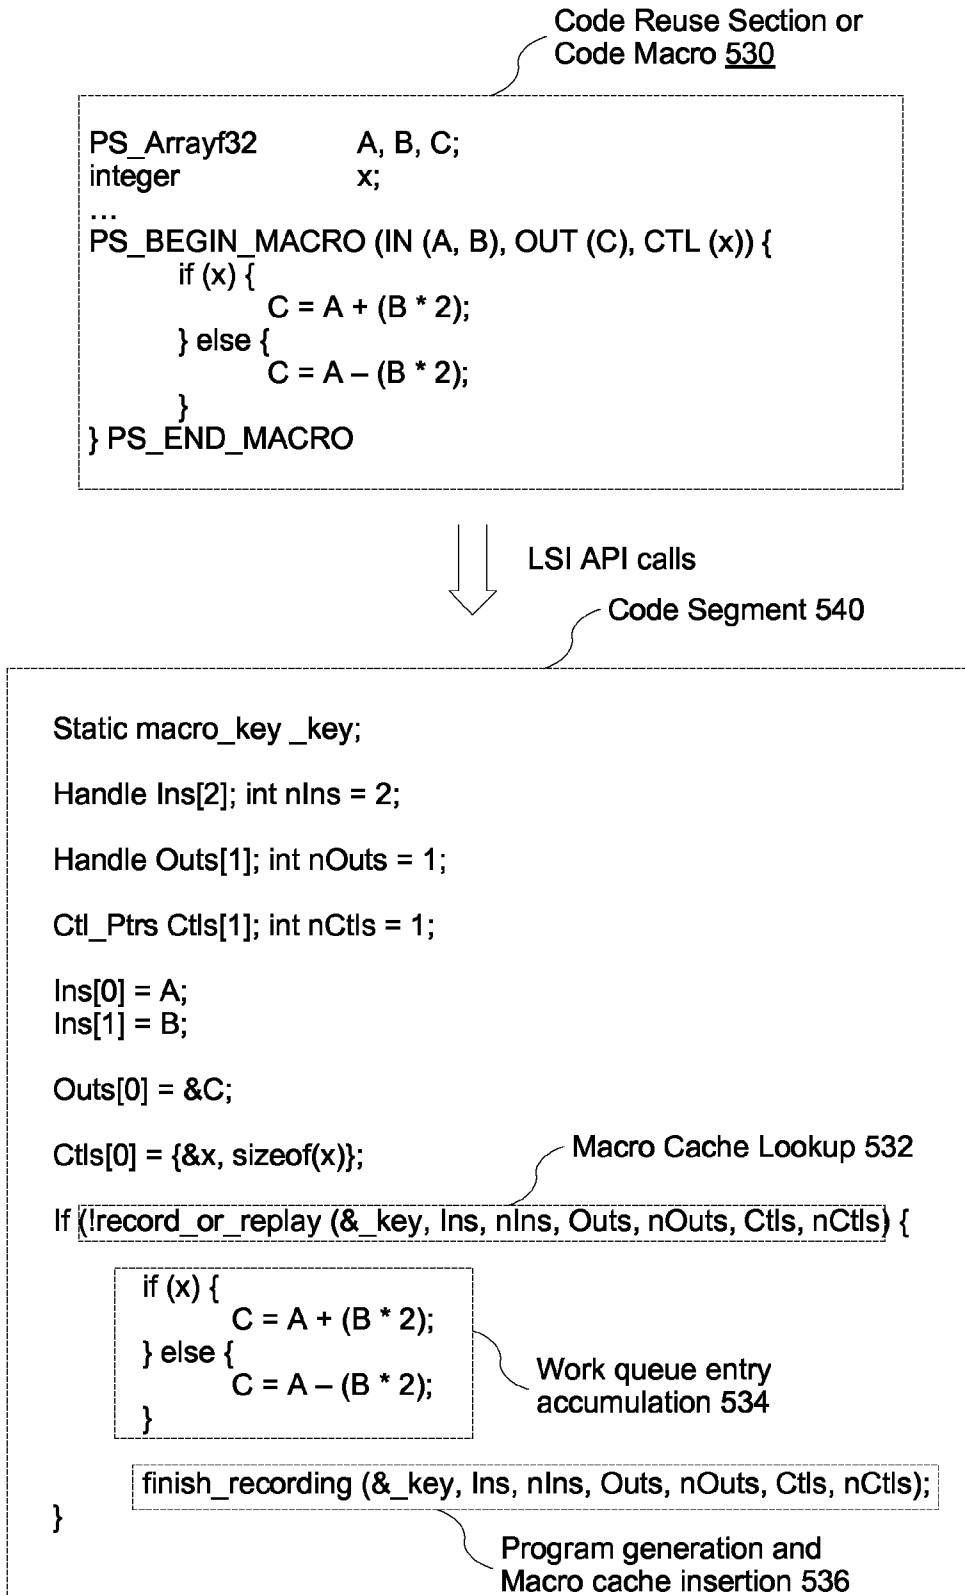 Code Reuse Section or
Code Macro 530
PS_Arrayf32 A, B, C;
integer x;
...
PS_BEGIN_MACRO (IN (A, B), OUT (C), CTL (x)) {
if (x) {
C = A + (B * 2);
} else {
C = A – (B * 2);
}
} PS_END_MACRO
LSI API calls
Code Segment 540
Static macro_key _key;
Handle Ins[2]; int nIns = 2;
Handle Outs[1]; int nOuts = 1;
Ctl_Ptrs Ctls[1]; int nCtls = 1;
Ins[0] = A;
Ins[1] = B;
Outs[0] = &C;
Ctls[0] = {&x, sizeof(x)};
Macro Cache Lookup 532
If (!record_or_replay (&_key, Ins, nIns, Outs, nOuts, Ctls, nCtls) {
if (x) {
C = A + (B * 2);
} else {
C = A – (B * 2);
}
Work queue entry
accumulation 534
finish_recording (&_key, Ins, nIns, Outs, nOuts, Ctls, nCtls);
}
Program generation and
Macro cache insertion 536